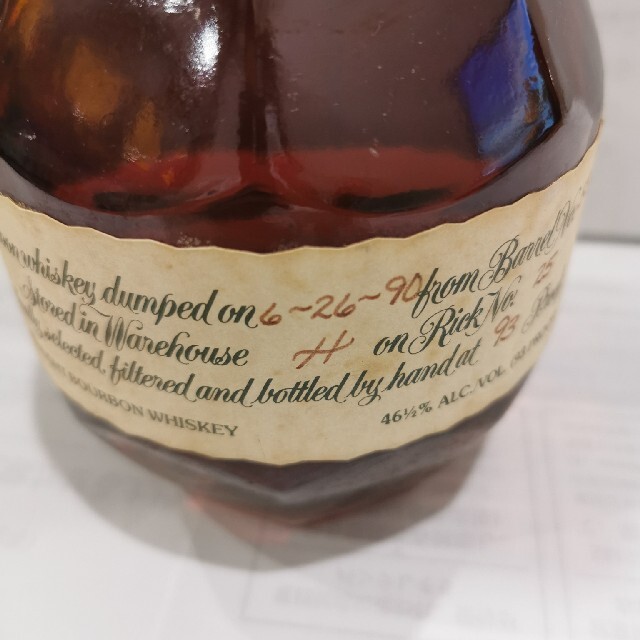 whiskey dumped on 6~26~90 from Barrel
Stored in Warehouse H on Rick No. 25
selected, filtered and bottled by hand at 93
BOURBON WHISKEY 46½% ALC./VOL.